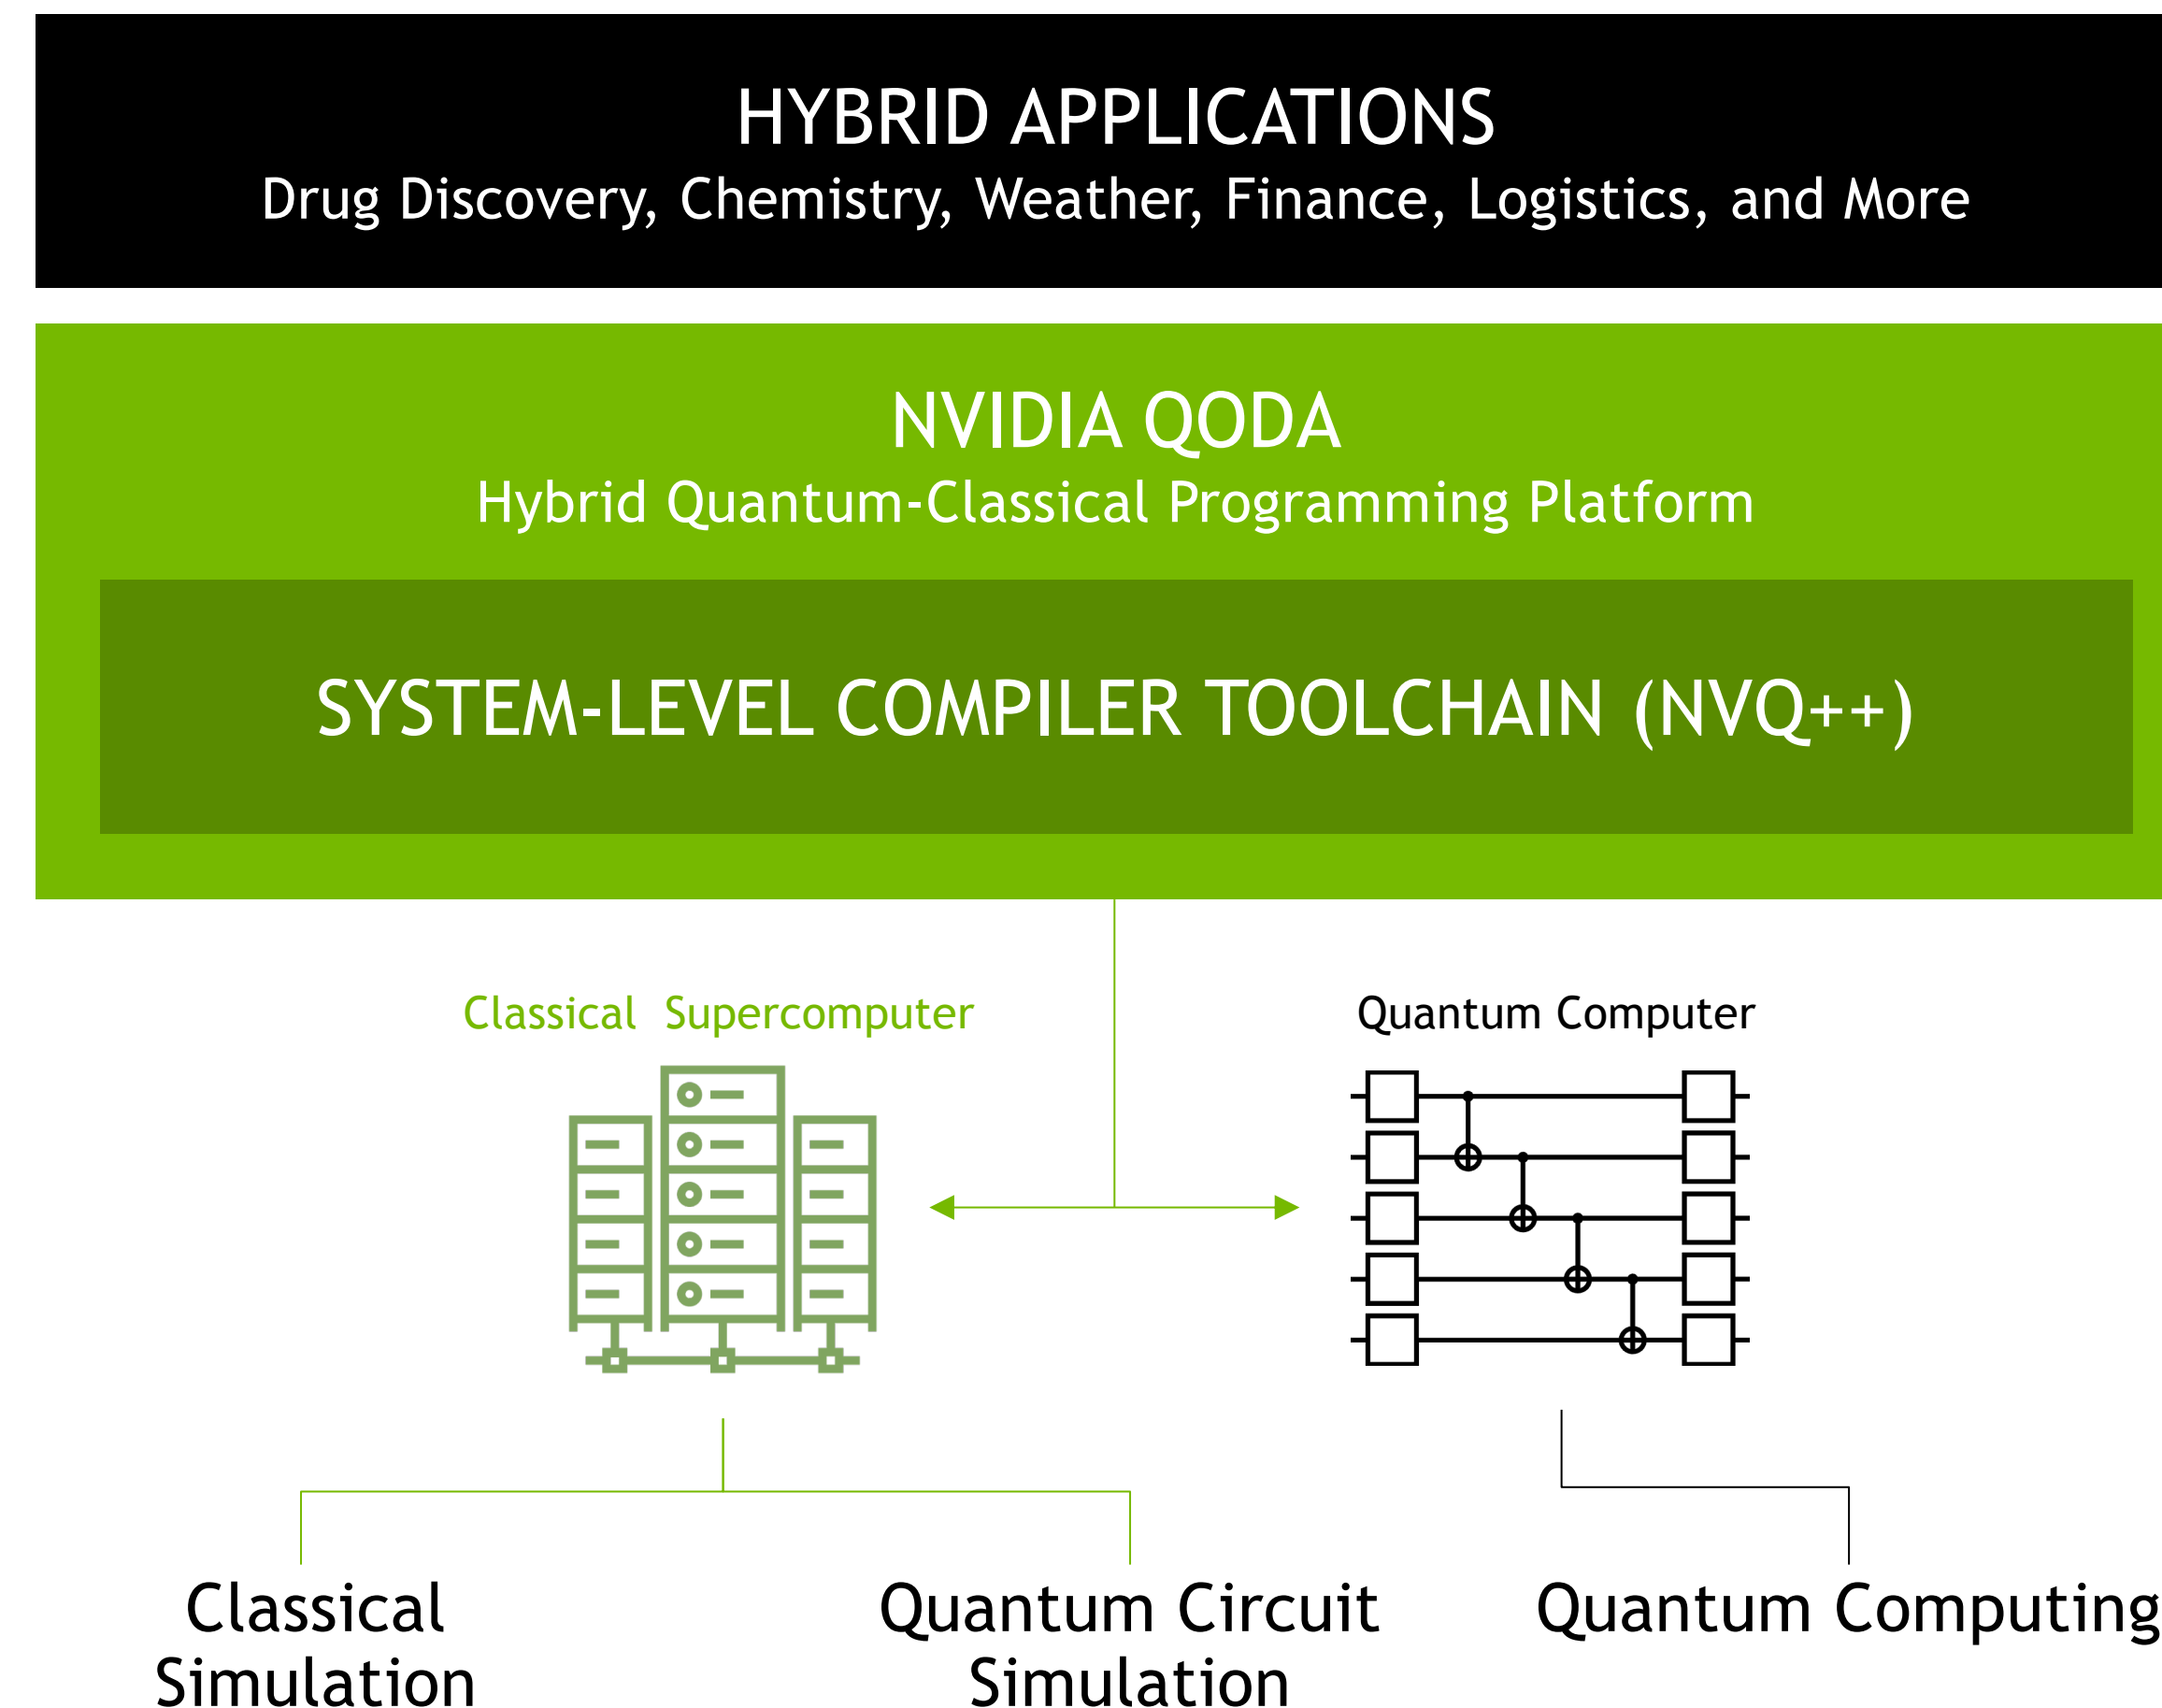 HYBRID APPLICATIONS
Drug Discovery, Chemistry, Weather, Finance, Logistics, and More
NVIDIA QODA
Hybrid Quantum-Classical Programming Platform
SYSTEM-LEVEL COMPILER TOOLCHAIN (NVQ++)
Classical Supercomputer
Quantum Computer
Classical
Simulation
Quantum Circuit
Simulation
Quantum Computing